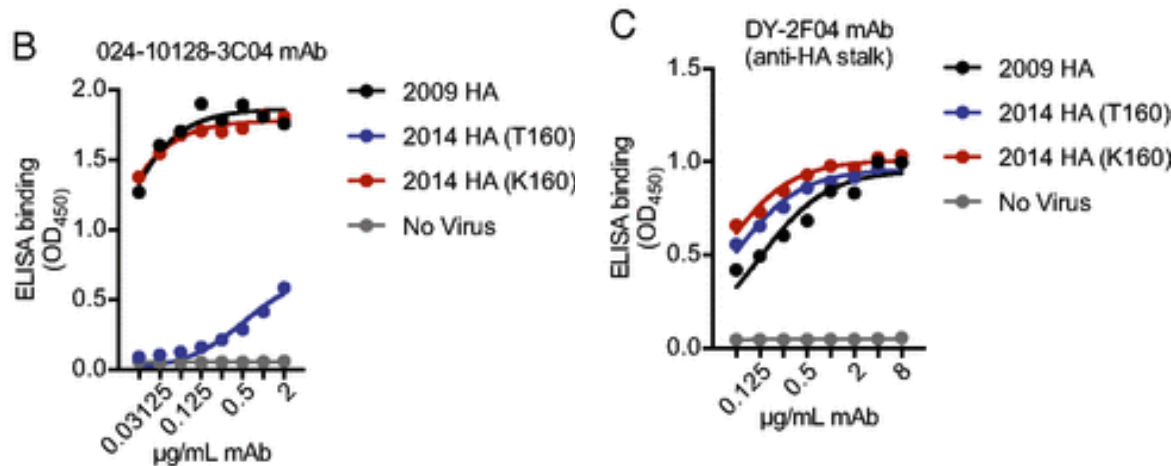 B
024-10128-3C04 mAb
ELISA binding
(OD450)
2.0
1.5
1.0
0.5
0.0
0.03125
0.125
0.5
2
µg/mL mAb
2009 HA
2014 HA (T160)
2014 HA (K160)
No Virus
C
DY-2F04 mAb
(anti-HA stalk)
ELISA binding
(OD450)
1.5
1.0
0.5
0.0
0.125
0.5
2
8
µg/mL mAb
2009 HA
2014 HA (T160)
2014 HA (K160)
No Virus